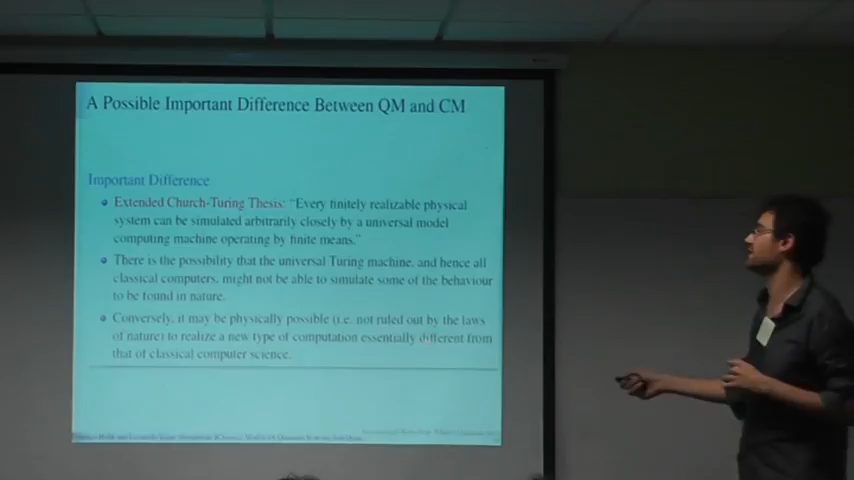 A Possible Important Difference Between QM and CM
Important Difference
Extended Church-Turing Thesis: "Every finitely realizable physical
system can be simulated arbitrarily closely by a universal model
computing machine operating by finite means."
There is the possibility that the universal Turing machine, and hence all
classical computers, might not be able to simulate some of the behaviour
to be found in nature.
Conversely, it may be physically possible (i.e. not ruled out by the laws
of nature) to realize a new type of computation essentially different from
that of classical computer science.